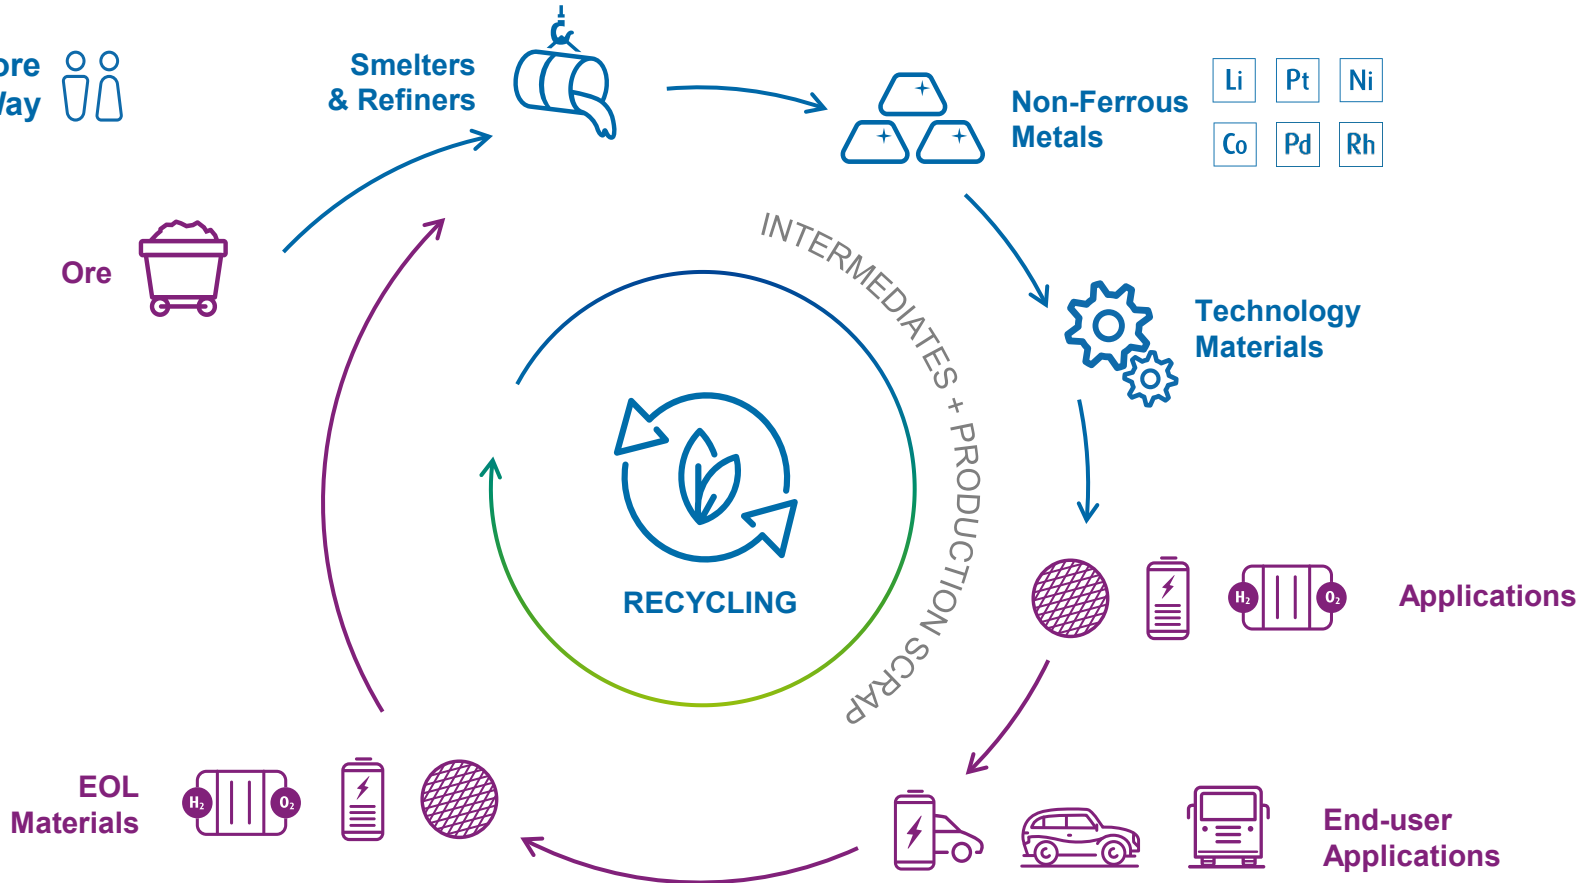 ore
Way
Smelters
& Refiners
Non-Ferrous
Metals
Li Pt Ni
Co Pd Rh
Ore
INTERMEDIATES + PRODUCTION SCRAP
Technology
Materials
RECYCLING
H₂ O₂
Applications
EOL
Materials
H₂ O₂
End-user
Applications